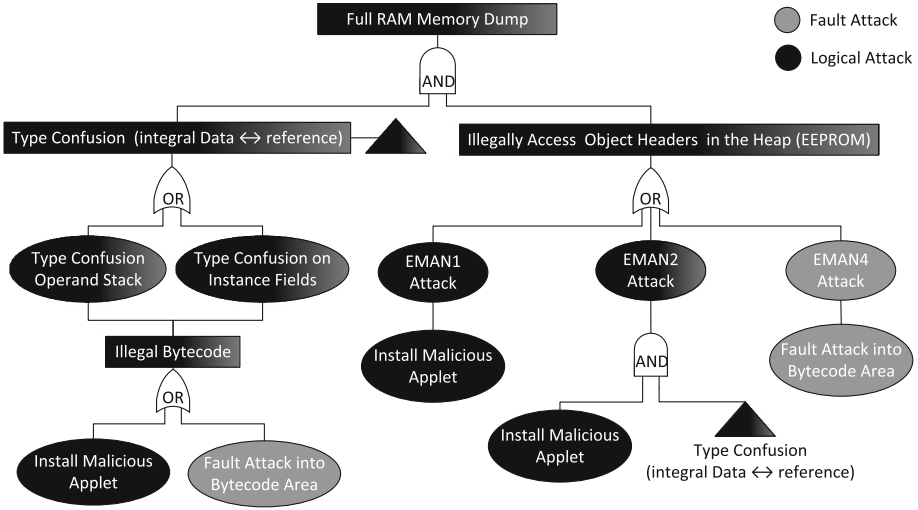 Full RAM Memory Dump
Fault Attack
Logical Attack
AND
Type Confusion (integral Data ↔ reference)
Illegally Access Object Headers in the Heap (EEPROM)
OR
OR
Type Confusion
Operand Stack
Type Confusion on
Instance Fields
EMAN1
Attack
EMAN2
Attack
EMAN4
Attack
Illegal Bytecode
Install Malicious
Applet
AND
Fault Attack into
Bytecode Area
OR
Install Malicious
Applet
Fault Attack into
Bytecode Area
Install Malicious
Applet
Type Confusion
(integral Data ↔ reference)